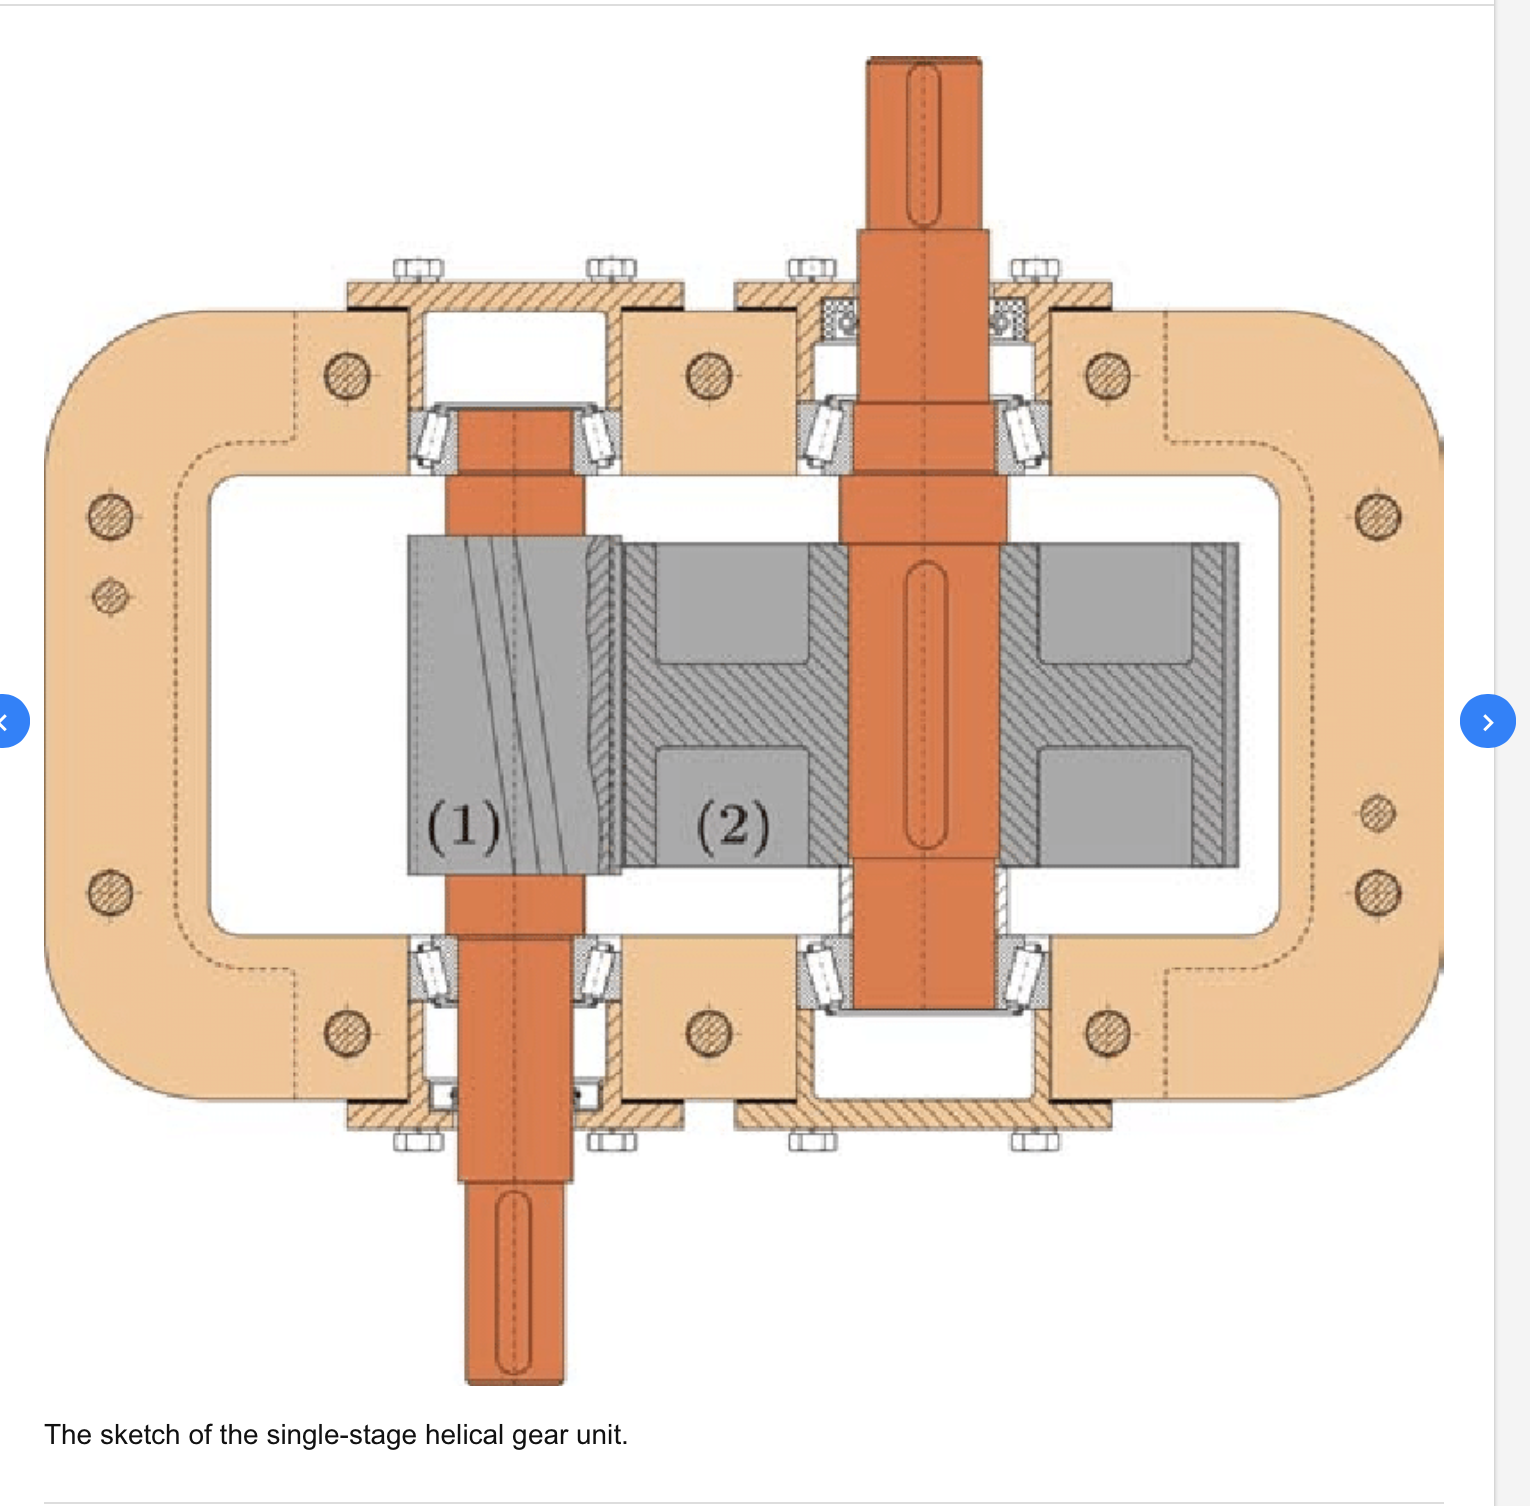 (1)
(2)
The sketch of the single-stage helical gear unit.